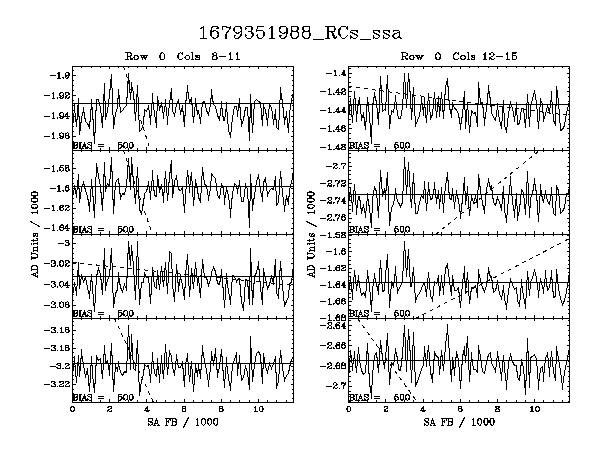 1679351988_RCs_ssa
Row 0 Cols 8-11
Row 0 Cols 12-15
-1.9
-1.92
-1.94
-1.96
BIAS = 500
-1.58
-1.6
-1.62
-1.64
BIAS = 500
-3
-3.02
-3.04
-3.06
BIAS = 500
-3.16
-3.18
-3.2
-3.22
BIAS = 500
0 2 4 6 8 10
SA FB / 1000
AD Units / 1000
-1.4
-1.42
-1.44
-1.46
-1.48
BIAS = 500
-2.7
-2.72
-2.74
-2.76
BIAS = 500
-1.58
-1.6
-1.62
-1.64
-1.66
BIAS = 500
-2.64
-2.66
-2.68
-2.7
BIAS = 500
0 2 4 6 8 10
SA FB / 1000
AD Units / 1000